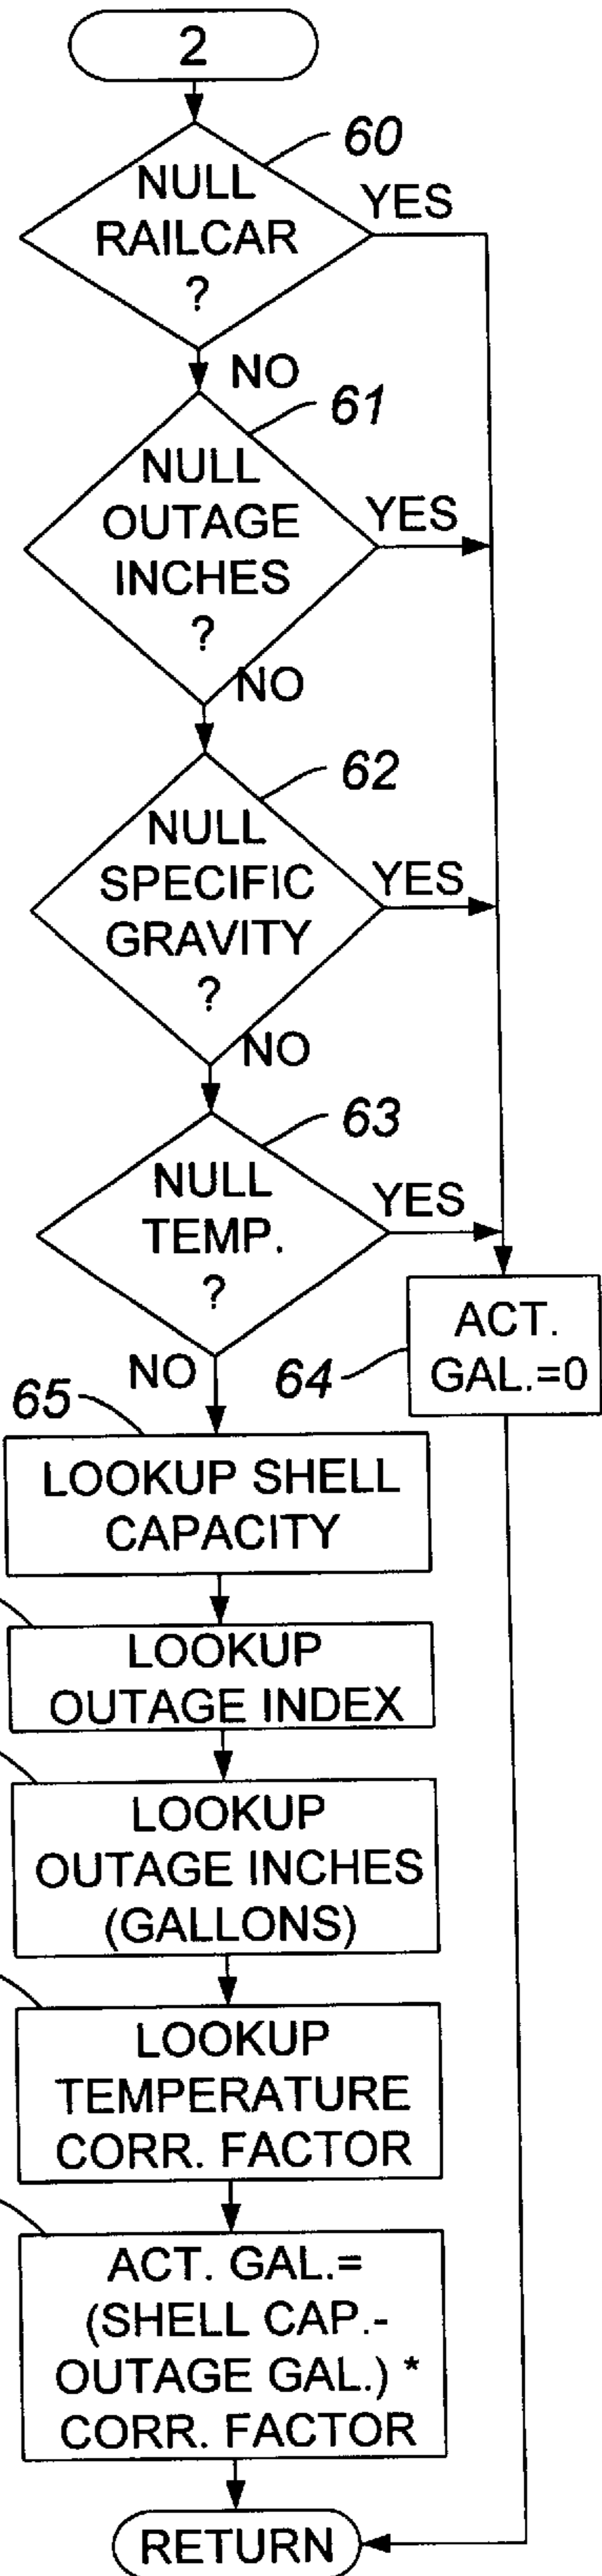 2
60
NULL
RAILCAR
?
YES
NO
61
NULL
OUTAGE
INCHES
?
YES
NO
62
NULL
SPECIFIC
GRAVITY
?
YES
NO
63
NULL
TEMP.
?
YES
NO
64
ACT.
GAL.=0
65
LOOKUP SHELL
CAPACITY
LOOKUP
OUTAGE INDEX
LOOKUP
OUTAGE INCHES
(GALLONS)
LOOKUP
TEMPERATURE
CORR. FACTOR
ACT. GAL.=
(SHELL CAP.-
OUTAGE GAL.) *
CORR. FACTOR
RETURN